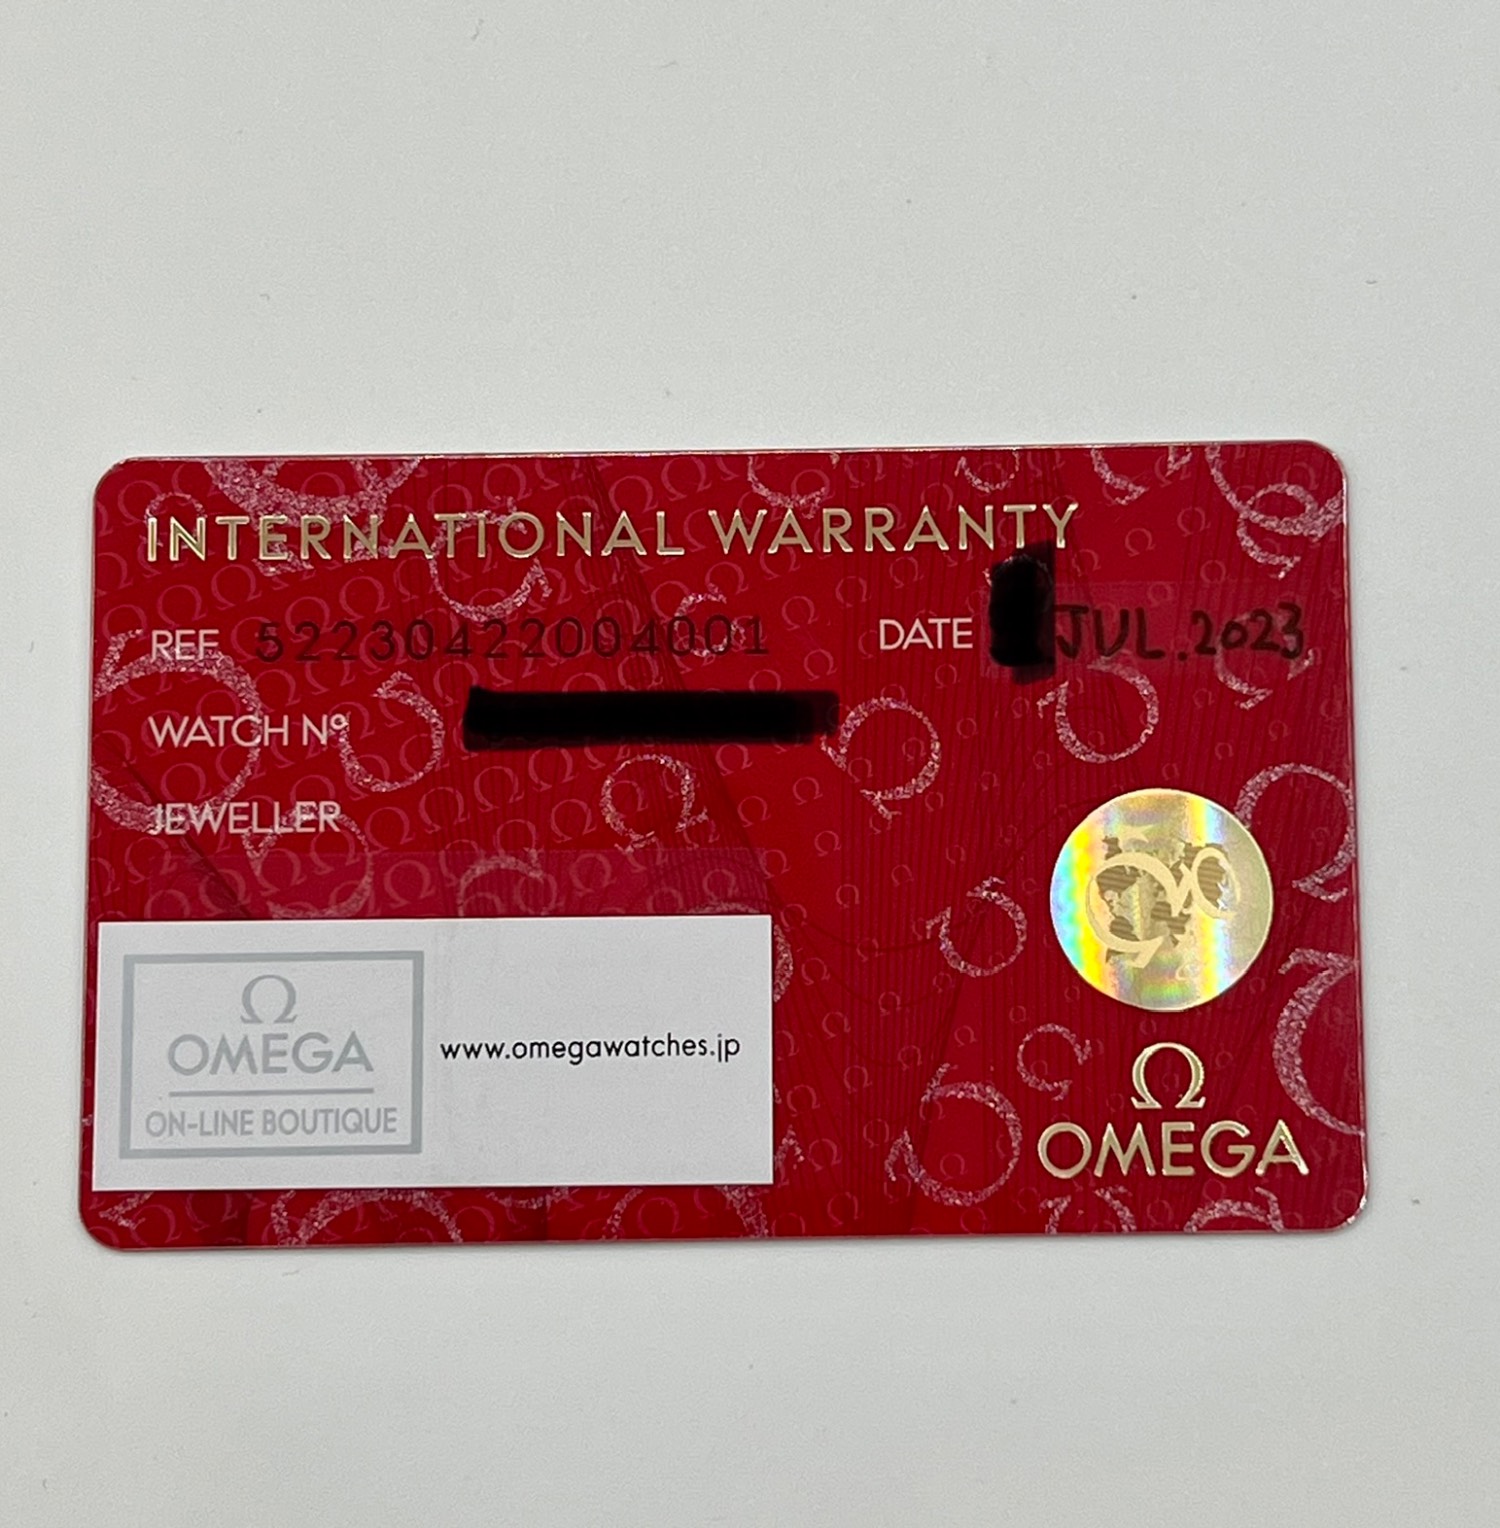 INTERNATIONAL WARRANTY
REF 52230422004001 DATE JUL.2023
WATCH Nº
JEWELLER
Ω
OMEGA
ON-LINE BOUTIQUE
www.omegawatches.jp
Ω
OMEGA